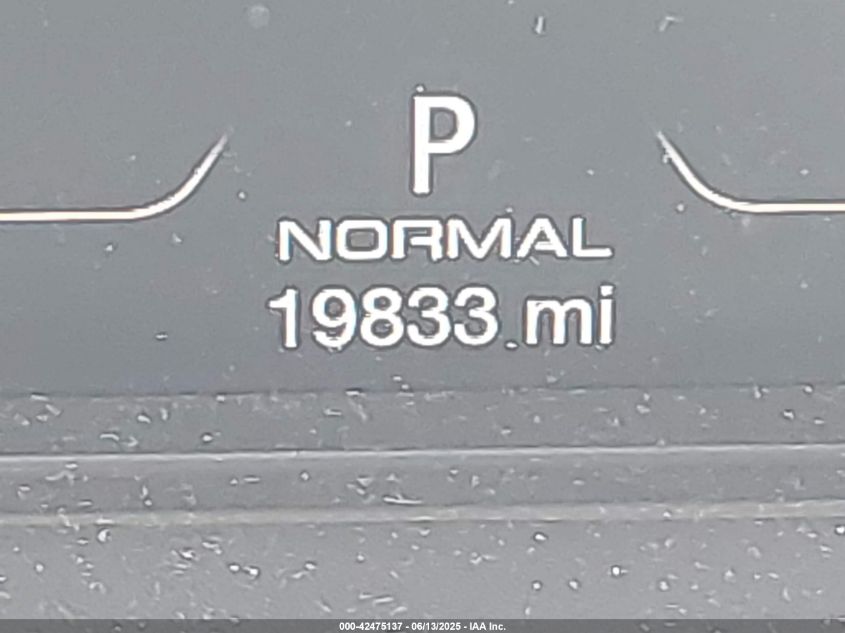 P
NORMAL
19833 mi
000-42475137 - 06/13/2025 - IAA Inc.